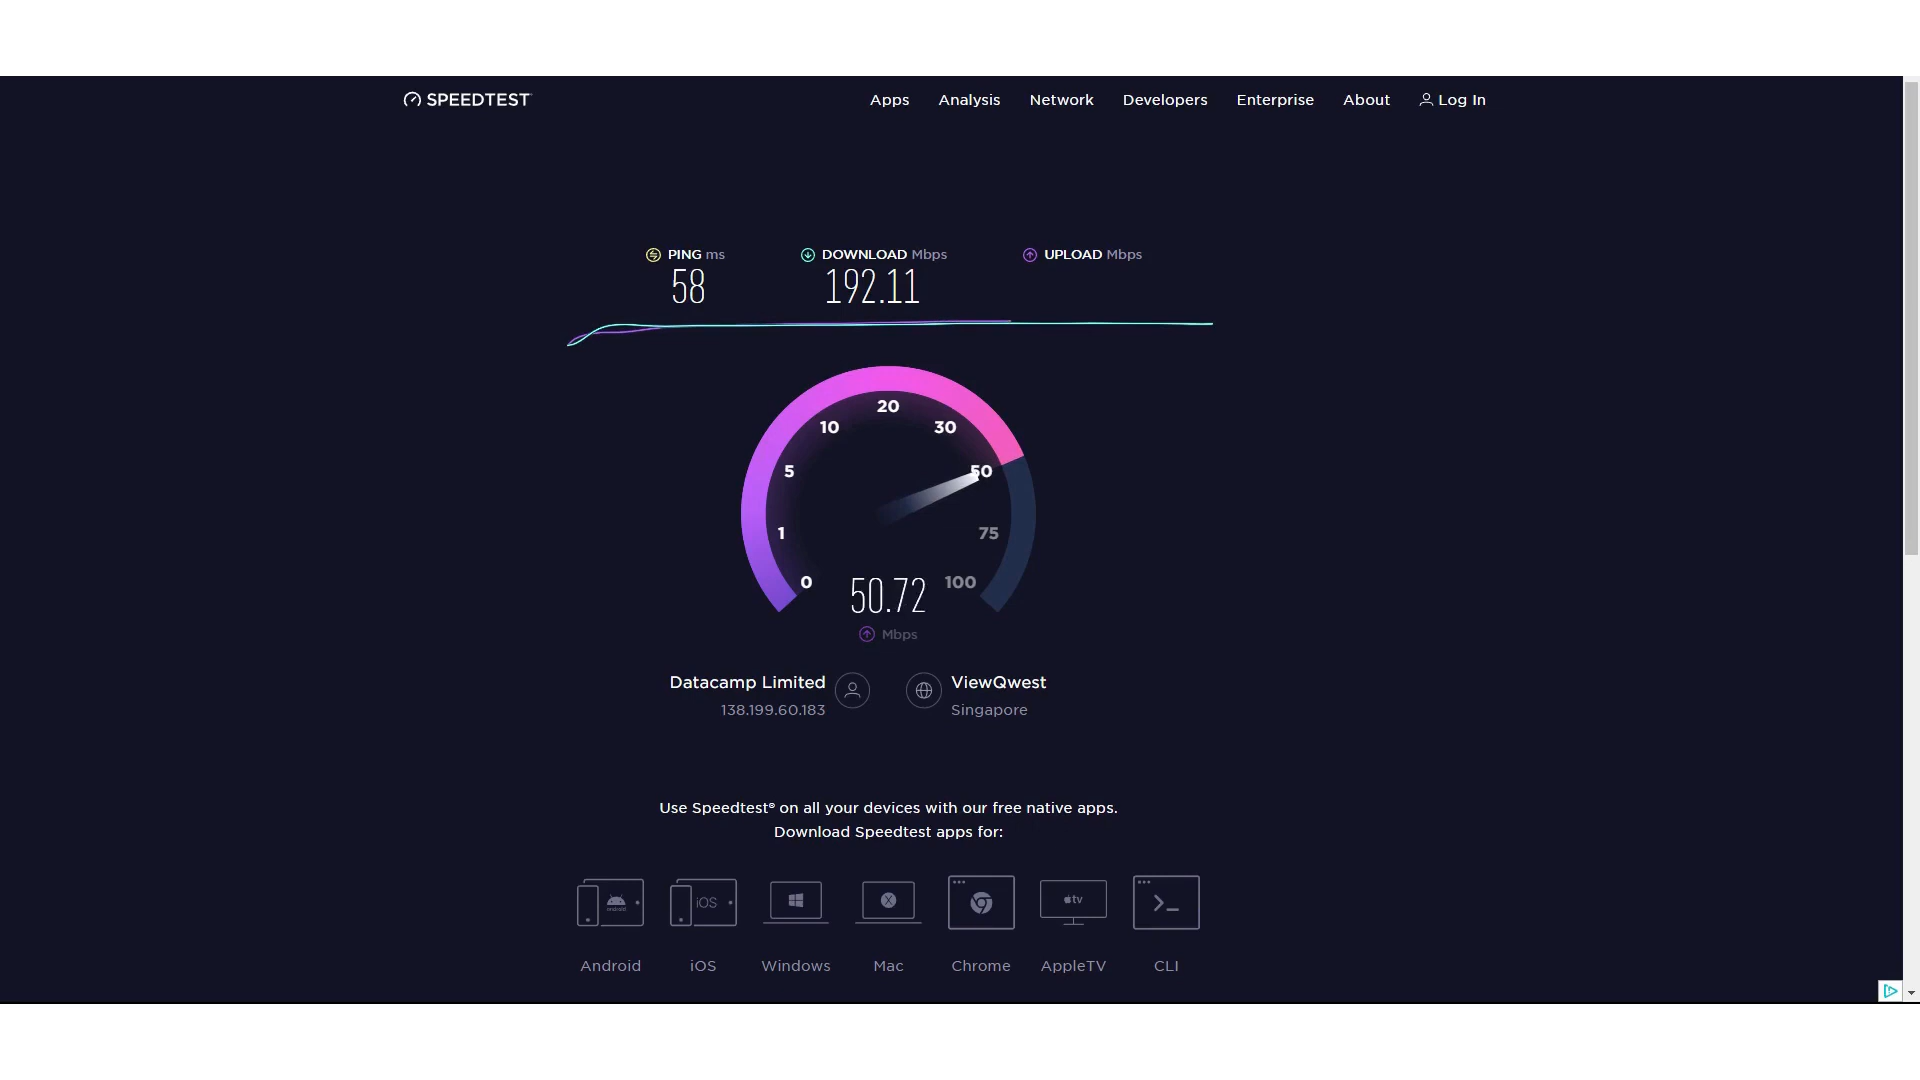 SPEEDTEST
Apps Analysis Network Developers Enterprise About Log In
PING ms DOWNLOAD Mbps UPLOAD Mbps
58 192.11
20
10 30
5 50
1 75
0 50.72 100
Mbps
Datacamp Limited ViewQwest
138.199.60.183 Singapore
Use Speedtest® on all your devices with our free native apps.
Download Speedtest apps for:
android iOS X tv >_
Android iOS Windows Mac Chrome AppleTV CLI